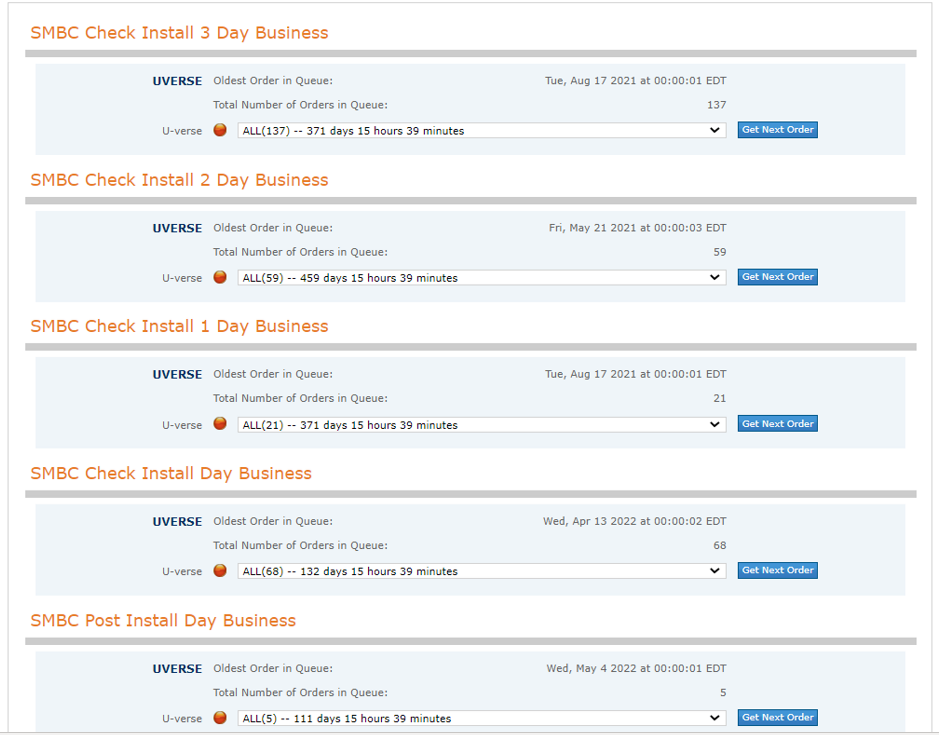 SMBC Check Install 3 Day Business
UVERSE Oldest Order in Queue: Tue, Aug 17 2021 at 00:00:01 EDT
Total Number of Orders in Queue: 137
U-verse ALL(137) -- 371 days 15 hours 39 minutes Get Next Order
SMBC Check Install 2 Day Business
UVERSE Oldest Order in Queue: Fri, May 21 2021 at 00:00:03 EDT
Total Number of Orders in Queue: 59
U-verse ALL(59) -- 459 days 15 hours 39 minutes Get Next Order
SMBC Check Install 1 Day Business
UVERSE Oldest Order in Queue: Tue, Aug 17 2021 at 00:00:01 EDT
Total Number of Orders in Queue: 21
U-verse ALL(21) -- 371 days 15 hours 39 minutes Get Next Order
SMBC Check Install Day Business
UVERSE Oldest Order in Queue: Wed, Apr 13 2022 at 00:00:02 EDT
Total Number of Orders in Queue: 68
U-verse ALL(68) -- 132 days 15 hours 39 minutes Get Next Order
SMBC Post Install Day Business
UVERSE Oldest Order in Queue: Wed, May 4 2022 at 00:00:01 EDT
Total Number of Orders in Queue: 5
U-verse ALL(5) -- 111 days 15 hours 39 minutes Get Next Order